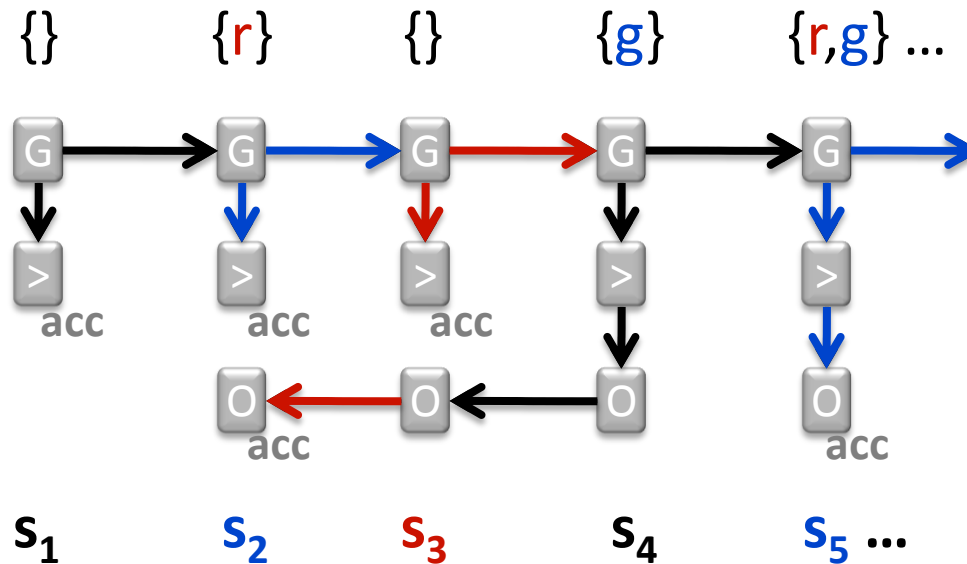 {} {r} {} {g} {r,g} ...
G G G G G
> > > > >
acc acc acc
O O O O
acc acc
s1 s2 s3 s4 s5 ...